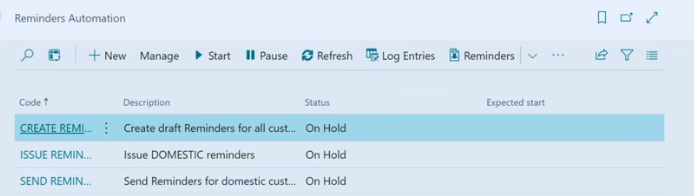 Reminders Automation
New Manage Start Pause Refresh Log Entries Reminders
Code ↑ Description Status Expected start
CREATE REMI... Create draft Reminders for all cust... On Hold
ISSUE REMIN... Issue DOMESTIC reminders On Hold
SEND REMIN... Send Reminders for domestic cust... On Hold